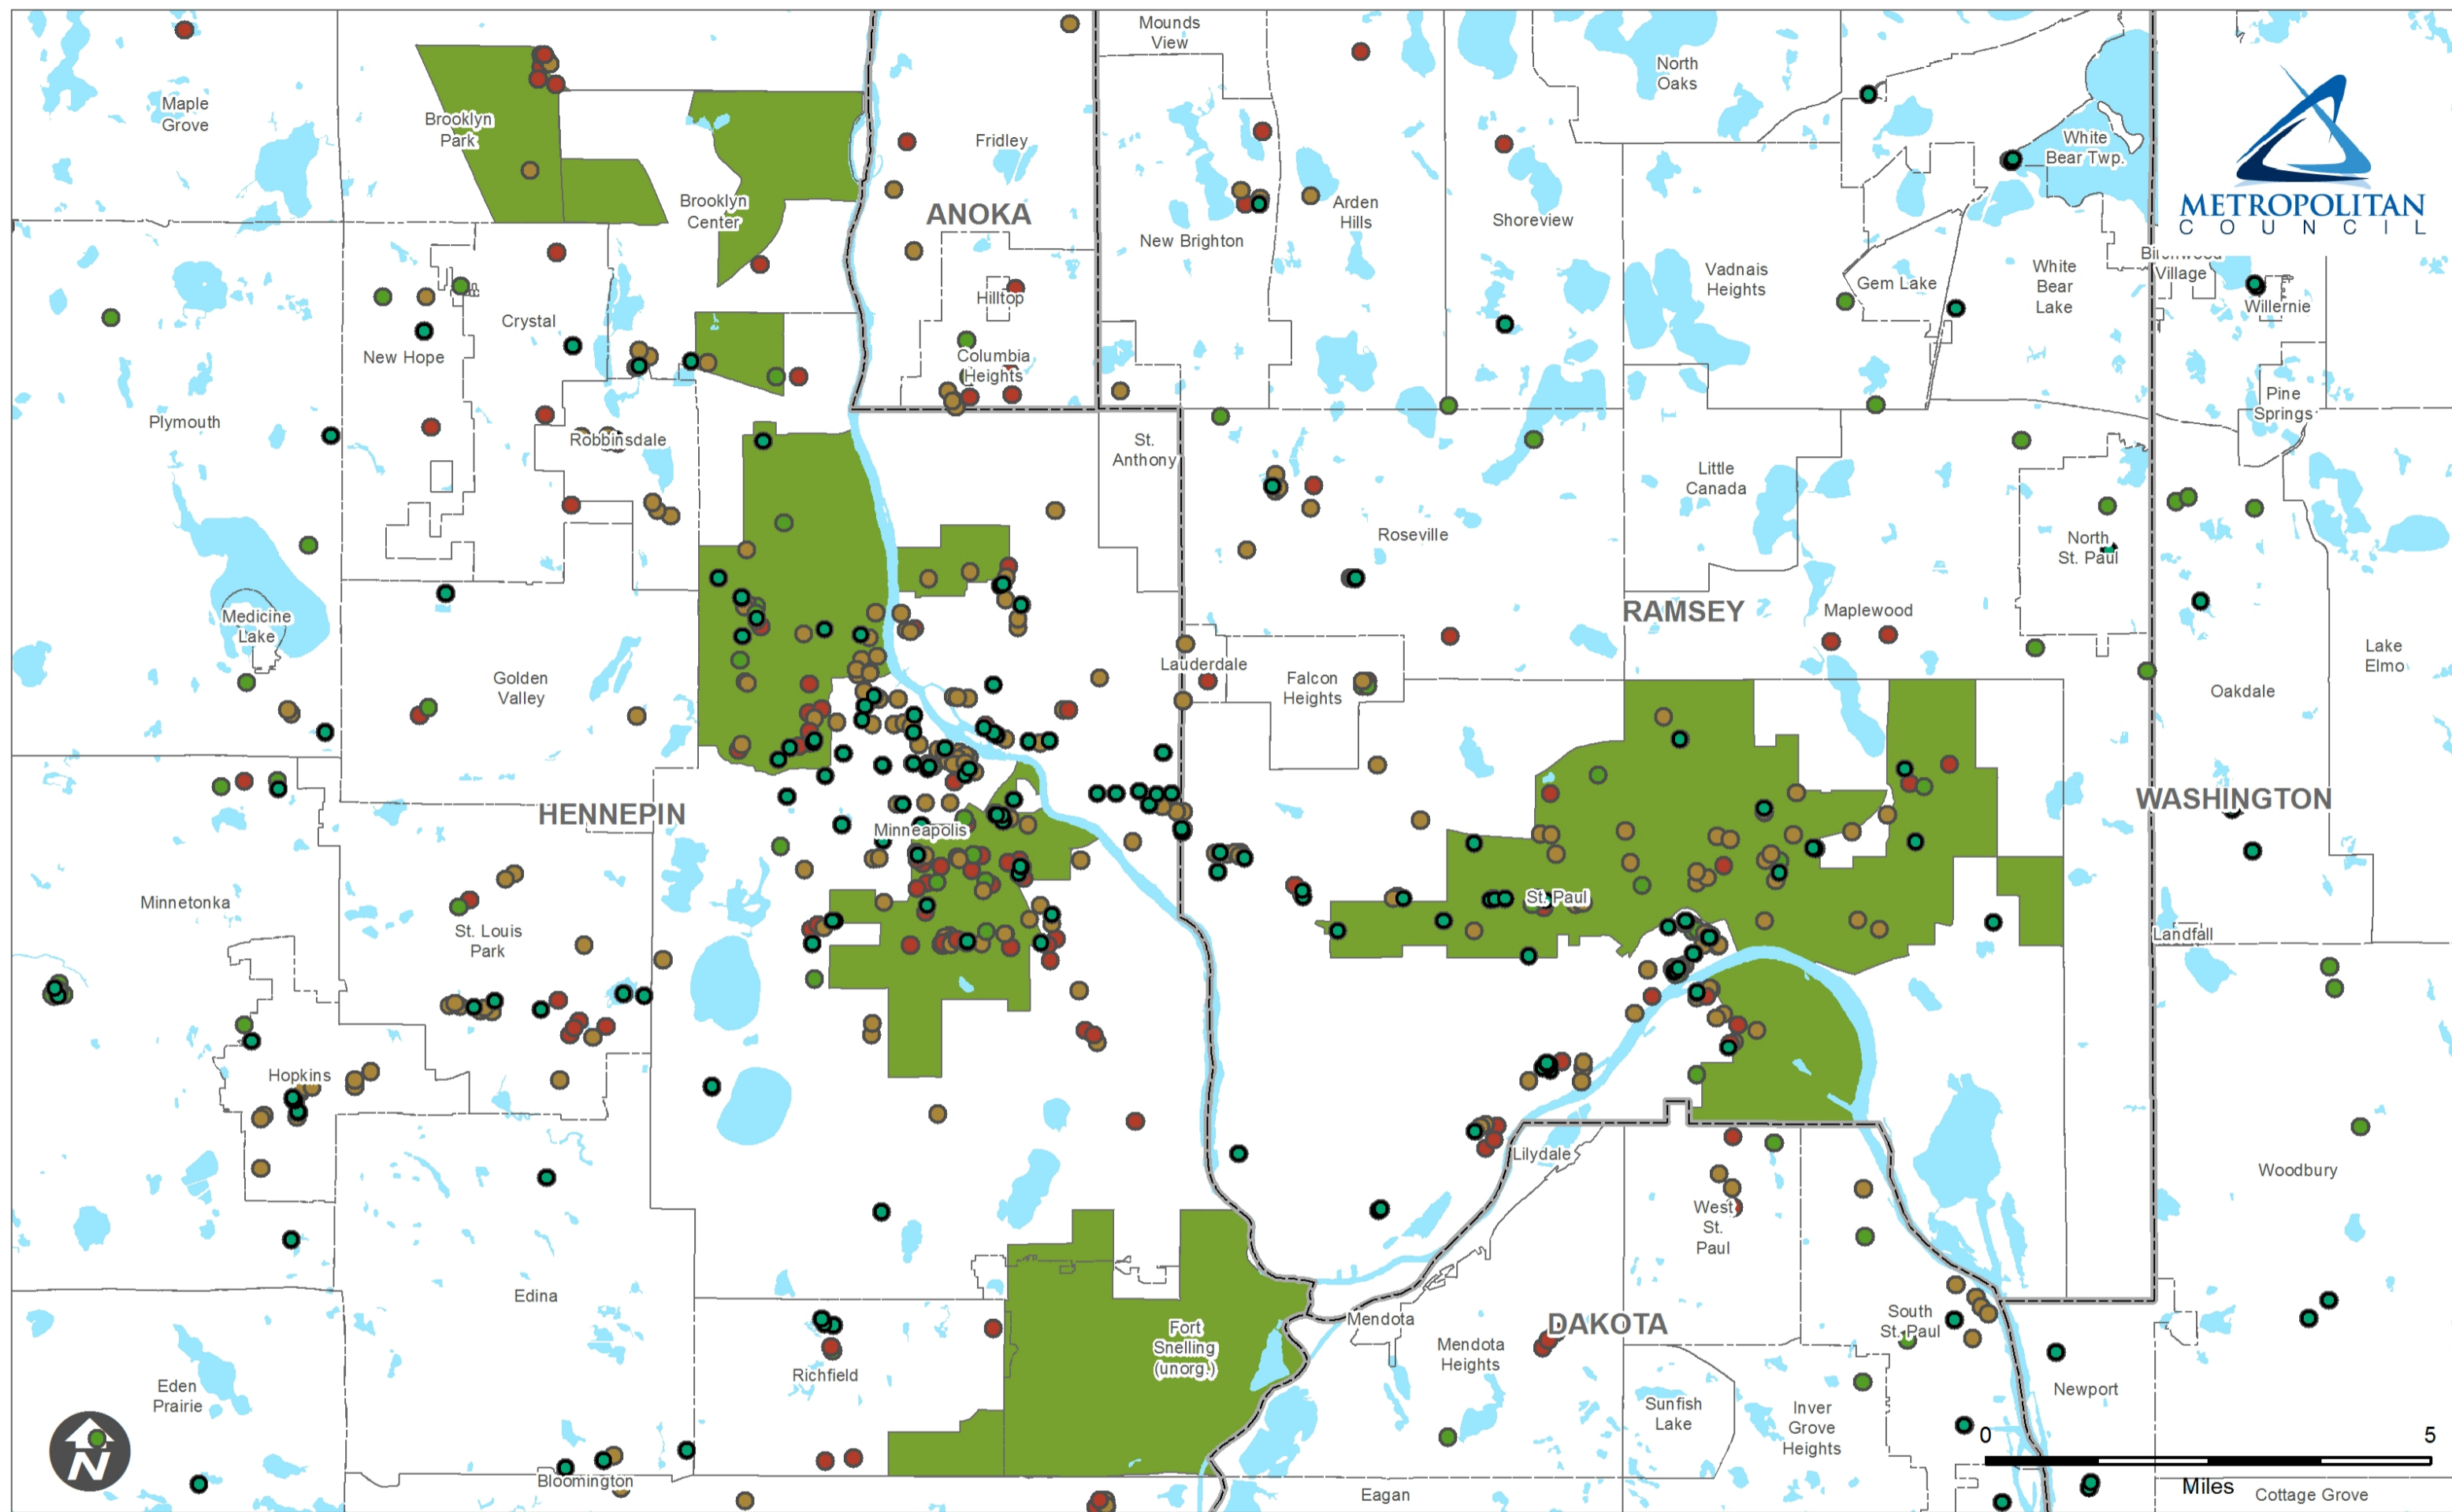 Mounds
View
North
Oaks
Maple
Grove
Brooklyn
Park
Fridley
White
Bear Twp.
METROPOLITAN
COUNCIL
Brooklyn
Center
ANOKA
Arden
Hills
Shoreview
New Brighton
Village
Vadnais
Heights
Gem Lake
White
Bear
Lake
Willernie
Hilltop
Crystal
New Hope
Columbia
Heights
Pine
Springs
Plymouth
Robbinsdale
St.
Anthony
Little
Canada
Roseville
North
St. Paul
Medicine
Lake
RAMSEY
Maplewood
Lake
Elmo
Golden
Valley
Lauderdale
Falcon
Heights
Oakdale
HENNEPIN
WASHINGTON
Minneapolis
Minnetonka
St. Paul
St. Louis
Park
Landfall
Hopkins
Lilydale
Woodbury
West
St.
Paul
Edina
Fort
Snelling
(unorg.)
Mendota
DAKOTA
South
St. Paul
Mendota
Heights
Richfield
Eden
Prairie
Newport
Sunfish
Lake
Inver
Grove
Heights
N
0 5
Miles
Bloomington
Eagan
Cottage Grove